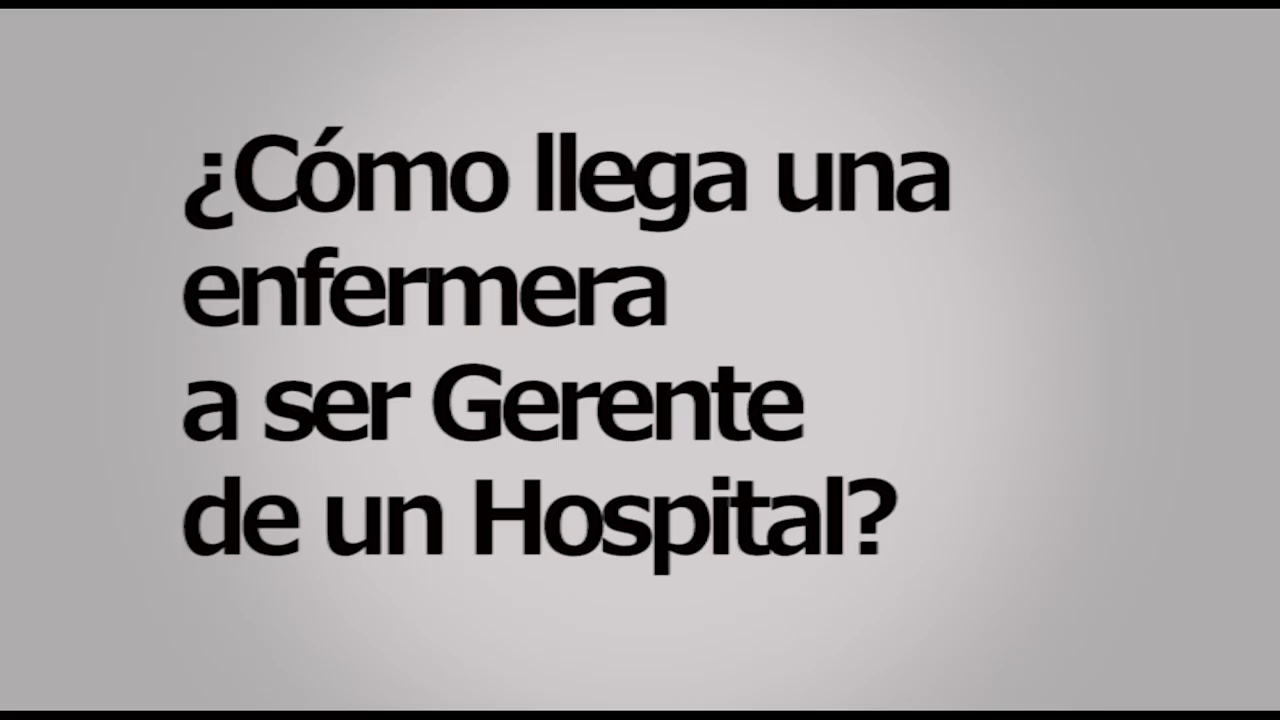 ¿Cómo llega una
enfermera
a ser Gerente
de un Hospital?